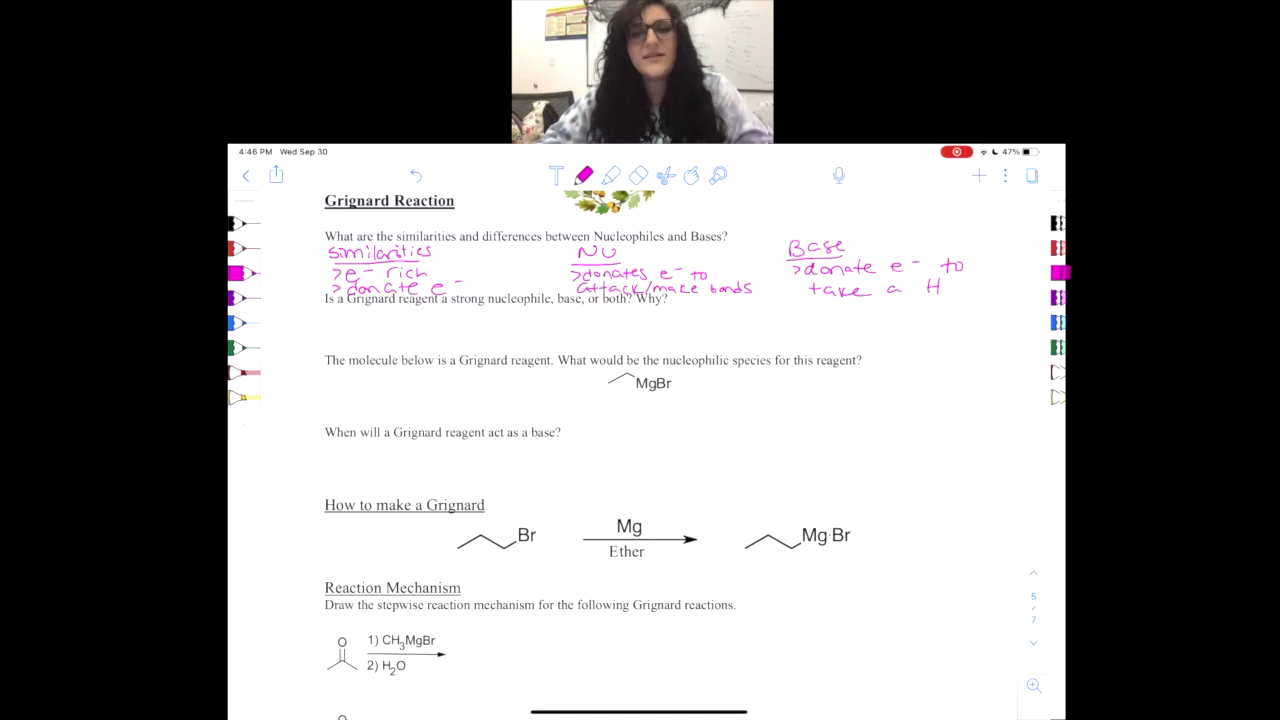 4:46 PM Wed Sep 30
47%
T
Grignard Reaction
What are the similarities and differences between Nucleophiles and Bases?
Similarities
> e⁻ rich
> donate e⁻
NU
>donates e⁻ to
attack/make bonds
Base
>donate e⁻ to
take a H
Is a Grignard reagent a strong nucleophile, base, or both? Why?
The molecule below is a Grignard reagent. What would be the nucleophilic species for this reagent?
MgBr
When will a Grignard reagent act as a base?
How to make a Grignard
Br
Mg
Ether
Mg·Br
Reaction Mechanism
Draw the stepwise reaction mechanism for the following Grignard reactions.
O
1) CH₃MgBr
2) H₂O
5
/
7